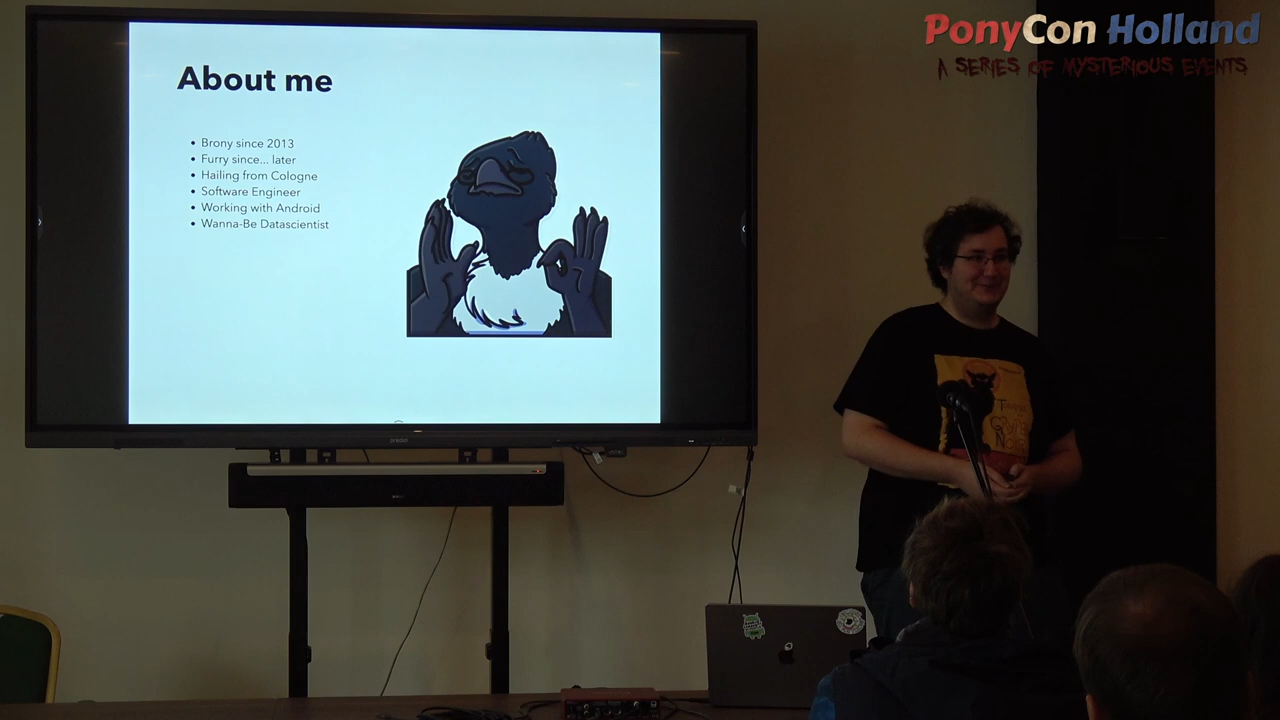 PonyCon Holland
A SERIES OF MYSTERIOUS EVENTS
About me
• Brony since 2013
• Furry since... later
• Hailing from Cologne
• Software Engineer
• Working with Android
• Wanna-Be Datascientist